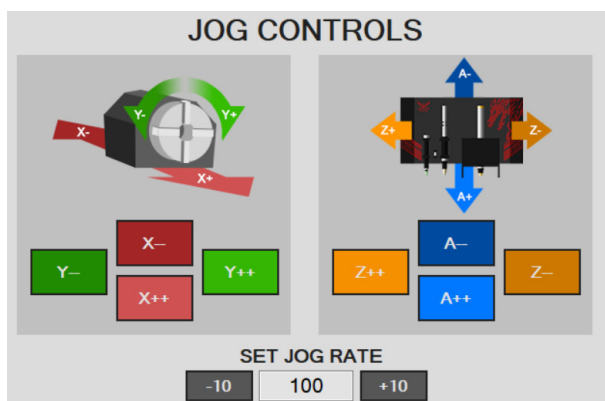 JOG CONTROLS
Y-
Y+
X-
X+
A-
Z+
Z-
A+
X--
Y--
Y++
X++
A--
Z++
Z--
A++
SET JOG RATE
-10
100
+10